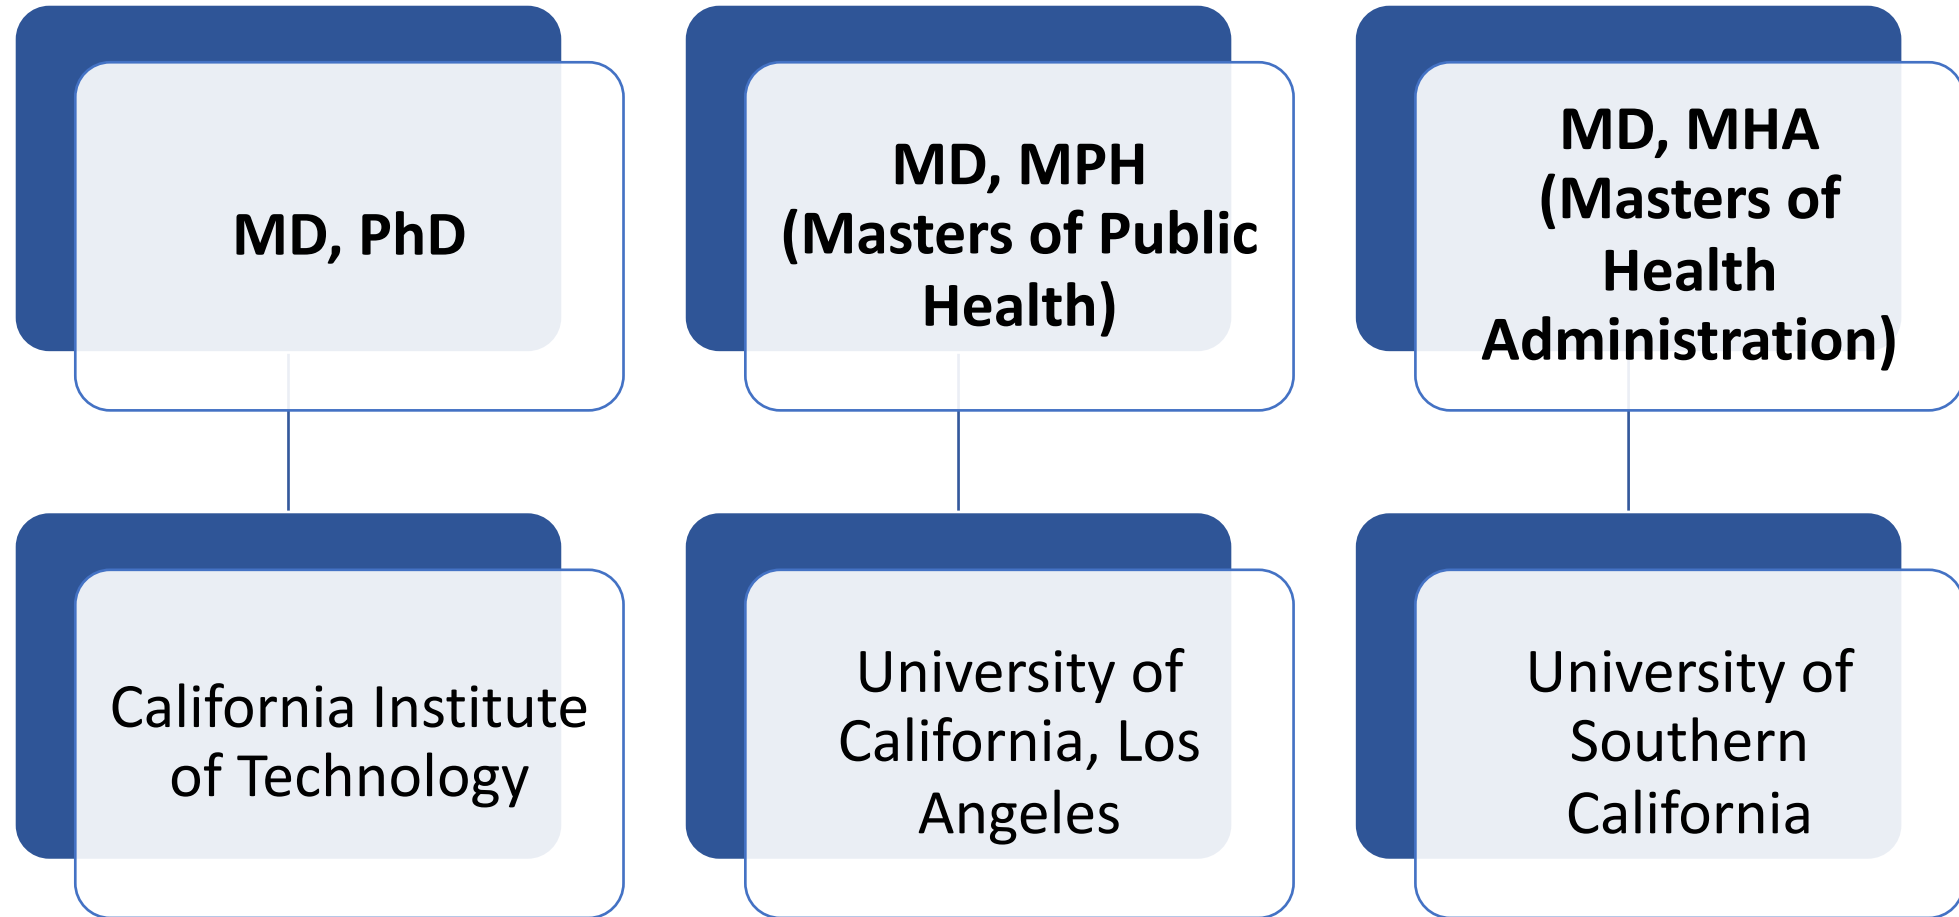 MD, PhD
MD, MPH
(Masters of Public
Health)
MD, MHA
(Masters of
Health
Administration)
California Institute
of Technology
University of
California, Los
Angeles
University of
Southern
California